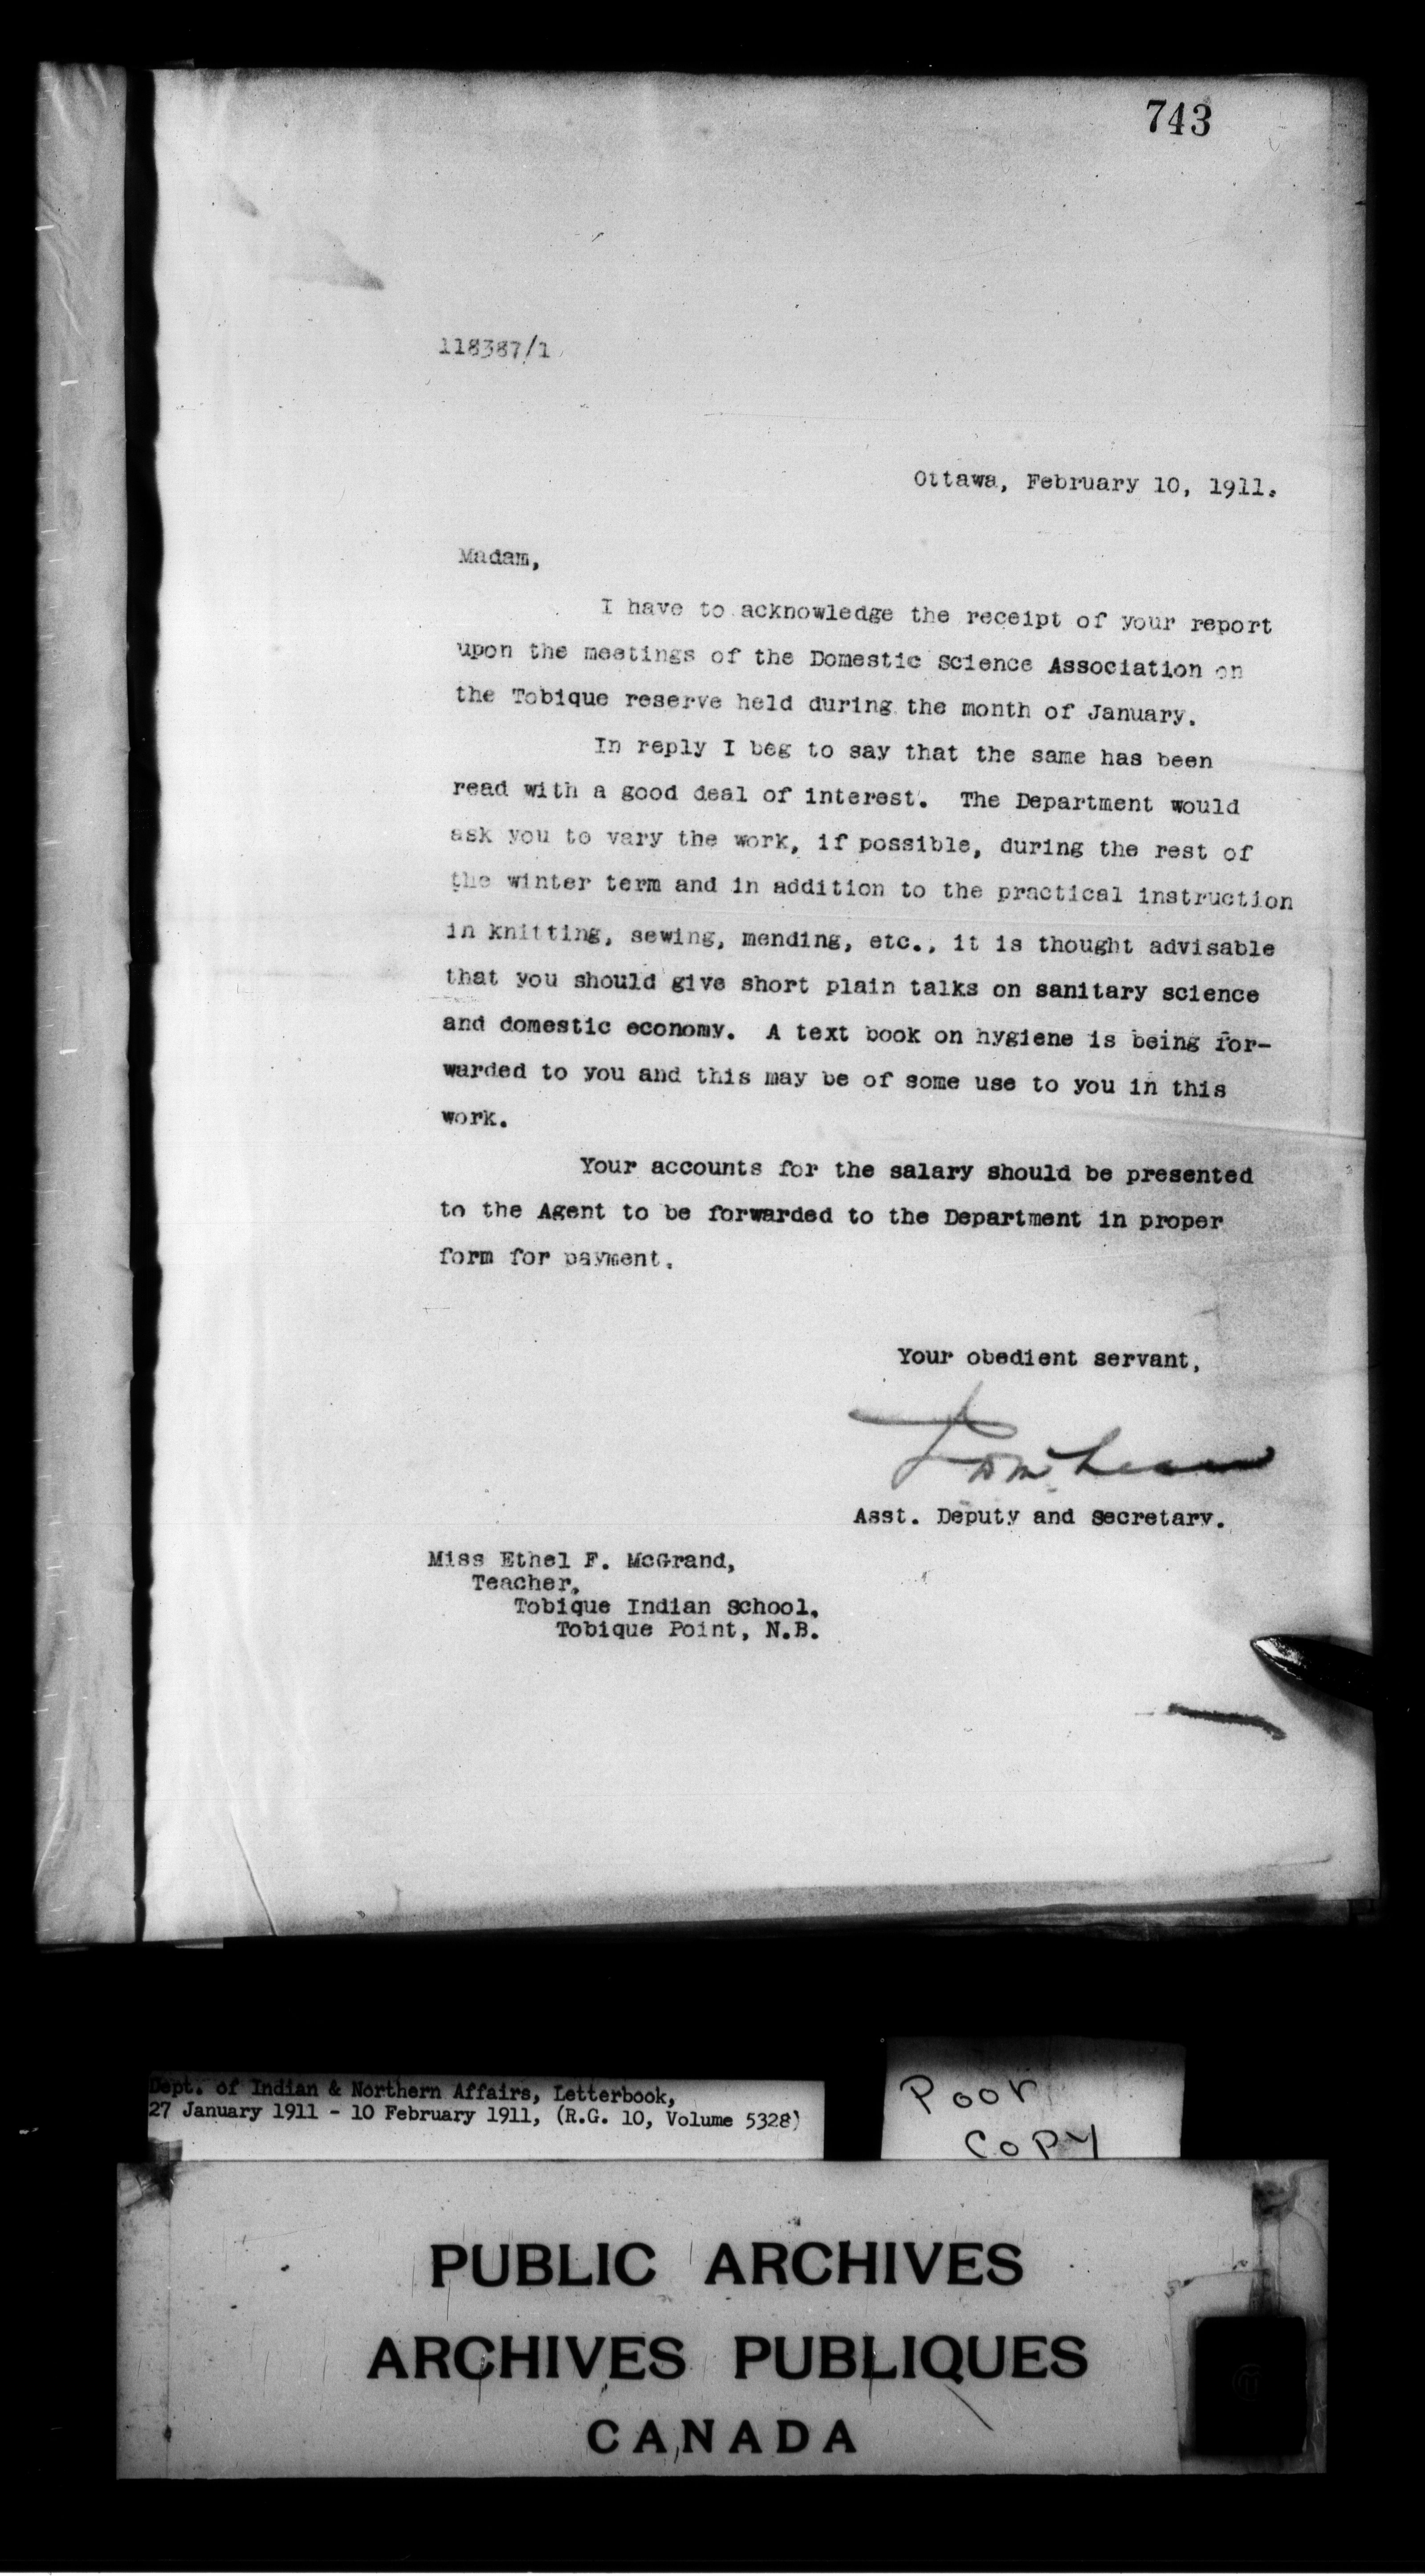 743
118387/1
Ottawa, February 10, 1911.
Madam,
I have to acknowledge the receipt of your report
upon the meetings of the Domestic Science Association on
the Tobique reserve held during the month of January.
In reply I beg to say that the same has been
read with a good deal of interest. The Department would
ask you to vary the work, if possible, during the rest of
the winter term and in addition to the practical instruction
in knitting, sewing, mending, etc., it is thought advisable
that you should give short plain talks on sanitary science
and domestic economy. A text book on hygiene is being for-
warded to you and this may be of some use to you in this
work.
Your accounts for the salary should be presented
to the Agent to be forwarded to the Department in proper
form for payment.
Your obedient servant,
Asst. Deputy and Secretary.
Miss Ethel F. McGrand,
Teacher,
Tobique Indian School,
Tobique Point, N.B.
Dept. of Indian & Northern Affairs, Letterbook,
27 January 1911 - 10 February 1911, (R.G. 10, Volume 5328)
Poor
Copy
PUBLIC ARCHIVES
ARCHIVES PUBLIQUES
CANADA